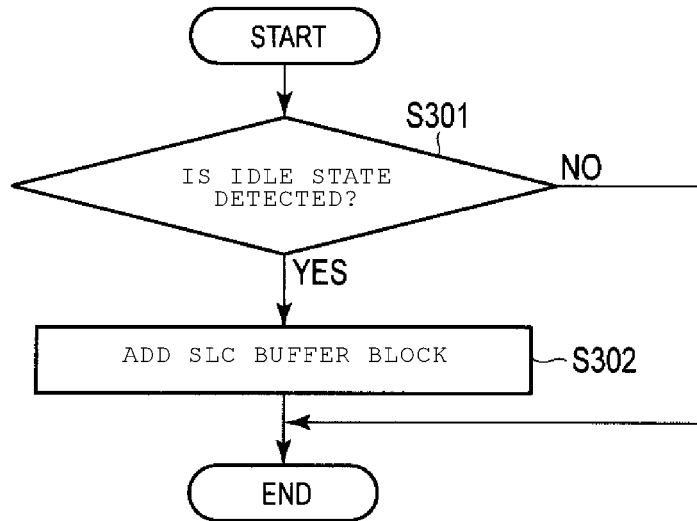 START
S301
IS IDLE STATE
DETECTED?
NO
YES
ADD SLC BUFFER BLOCK
S302
END